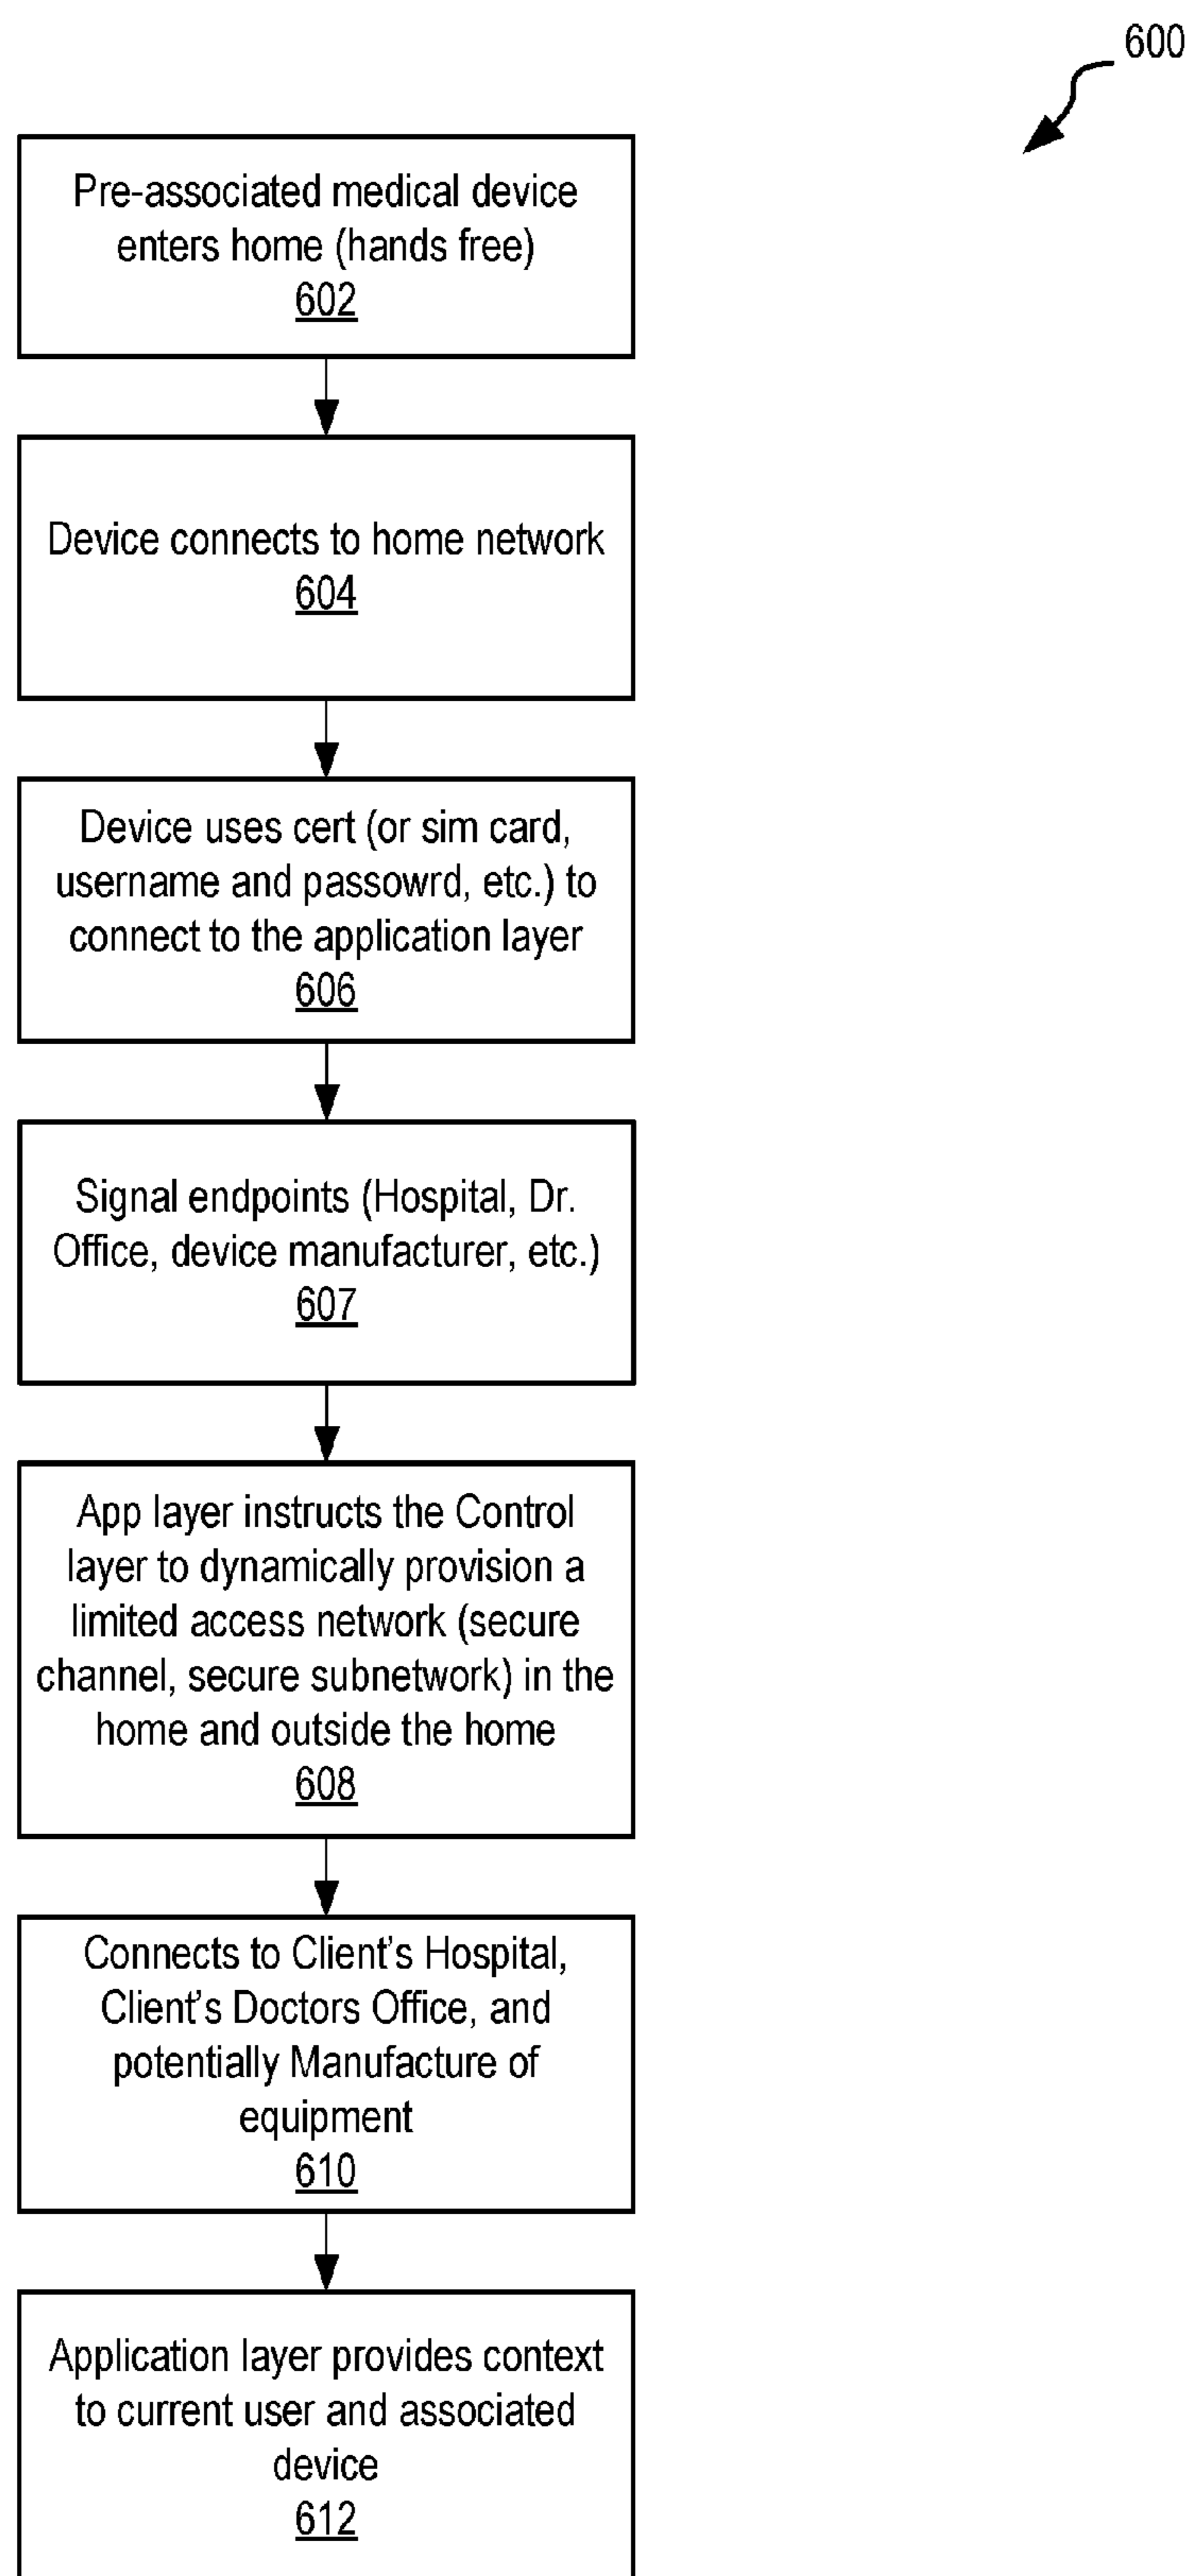 600
Pre-associated medical device
enters home (hands free)
602
Device connects to home network
604
Device uses cert (or sim card,
username and passowrd, etc.) to
connect to the application layer
606
Signal endpoints (Hospital, Dr.
Office, device manufacturer, etc.)
607
App layer instructs the Control
layer to dynamically provision a
limited access network (secure
channel, secure subnetwork) in the
home and outside the home
608
Connects to Client's Hospital,
Client's Doctors Office, and
potentially Manufacture of
equipment
610
Application layer provides context
to current user and associated
device
612